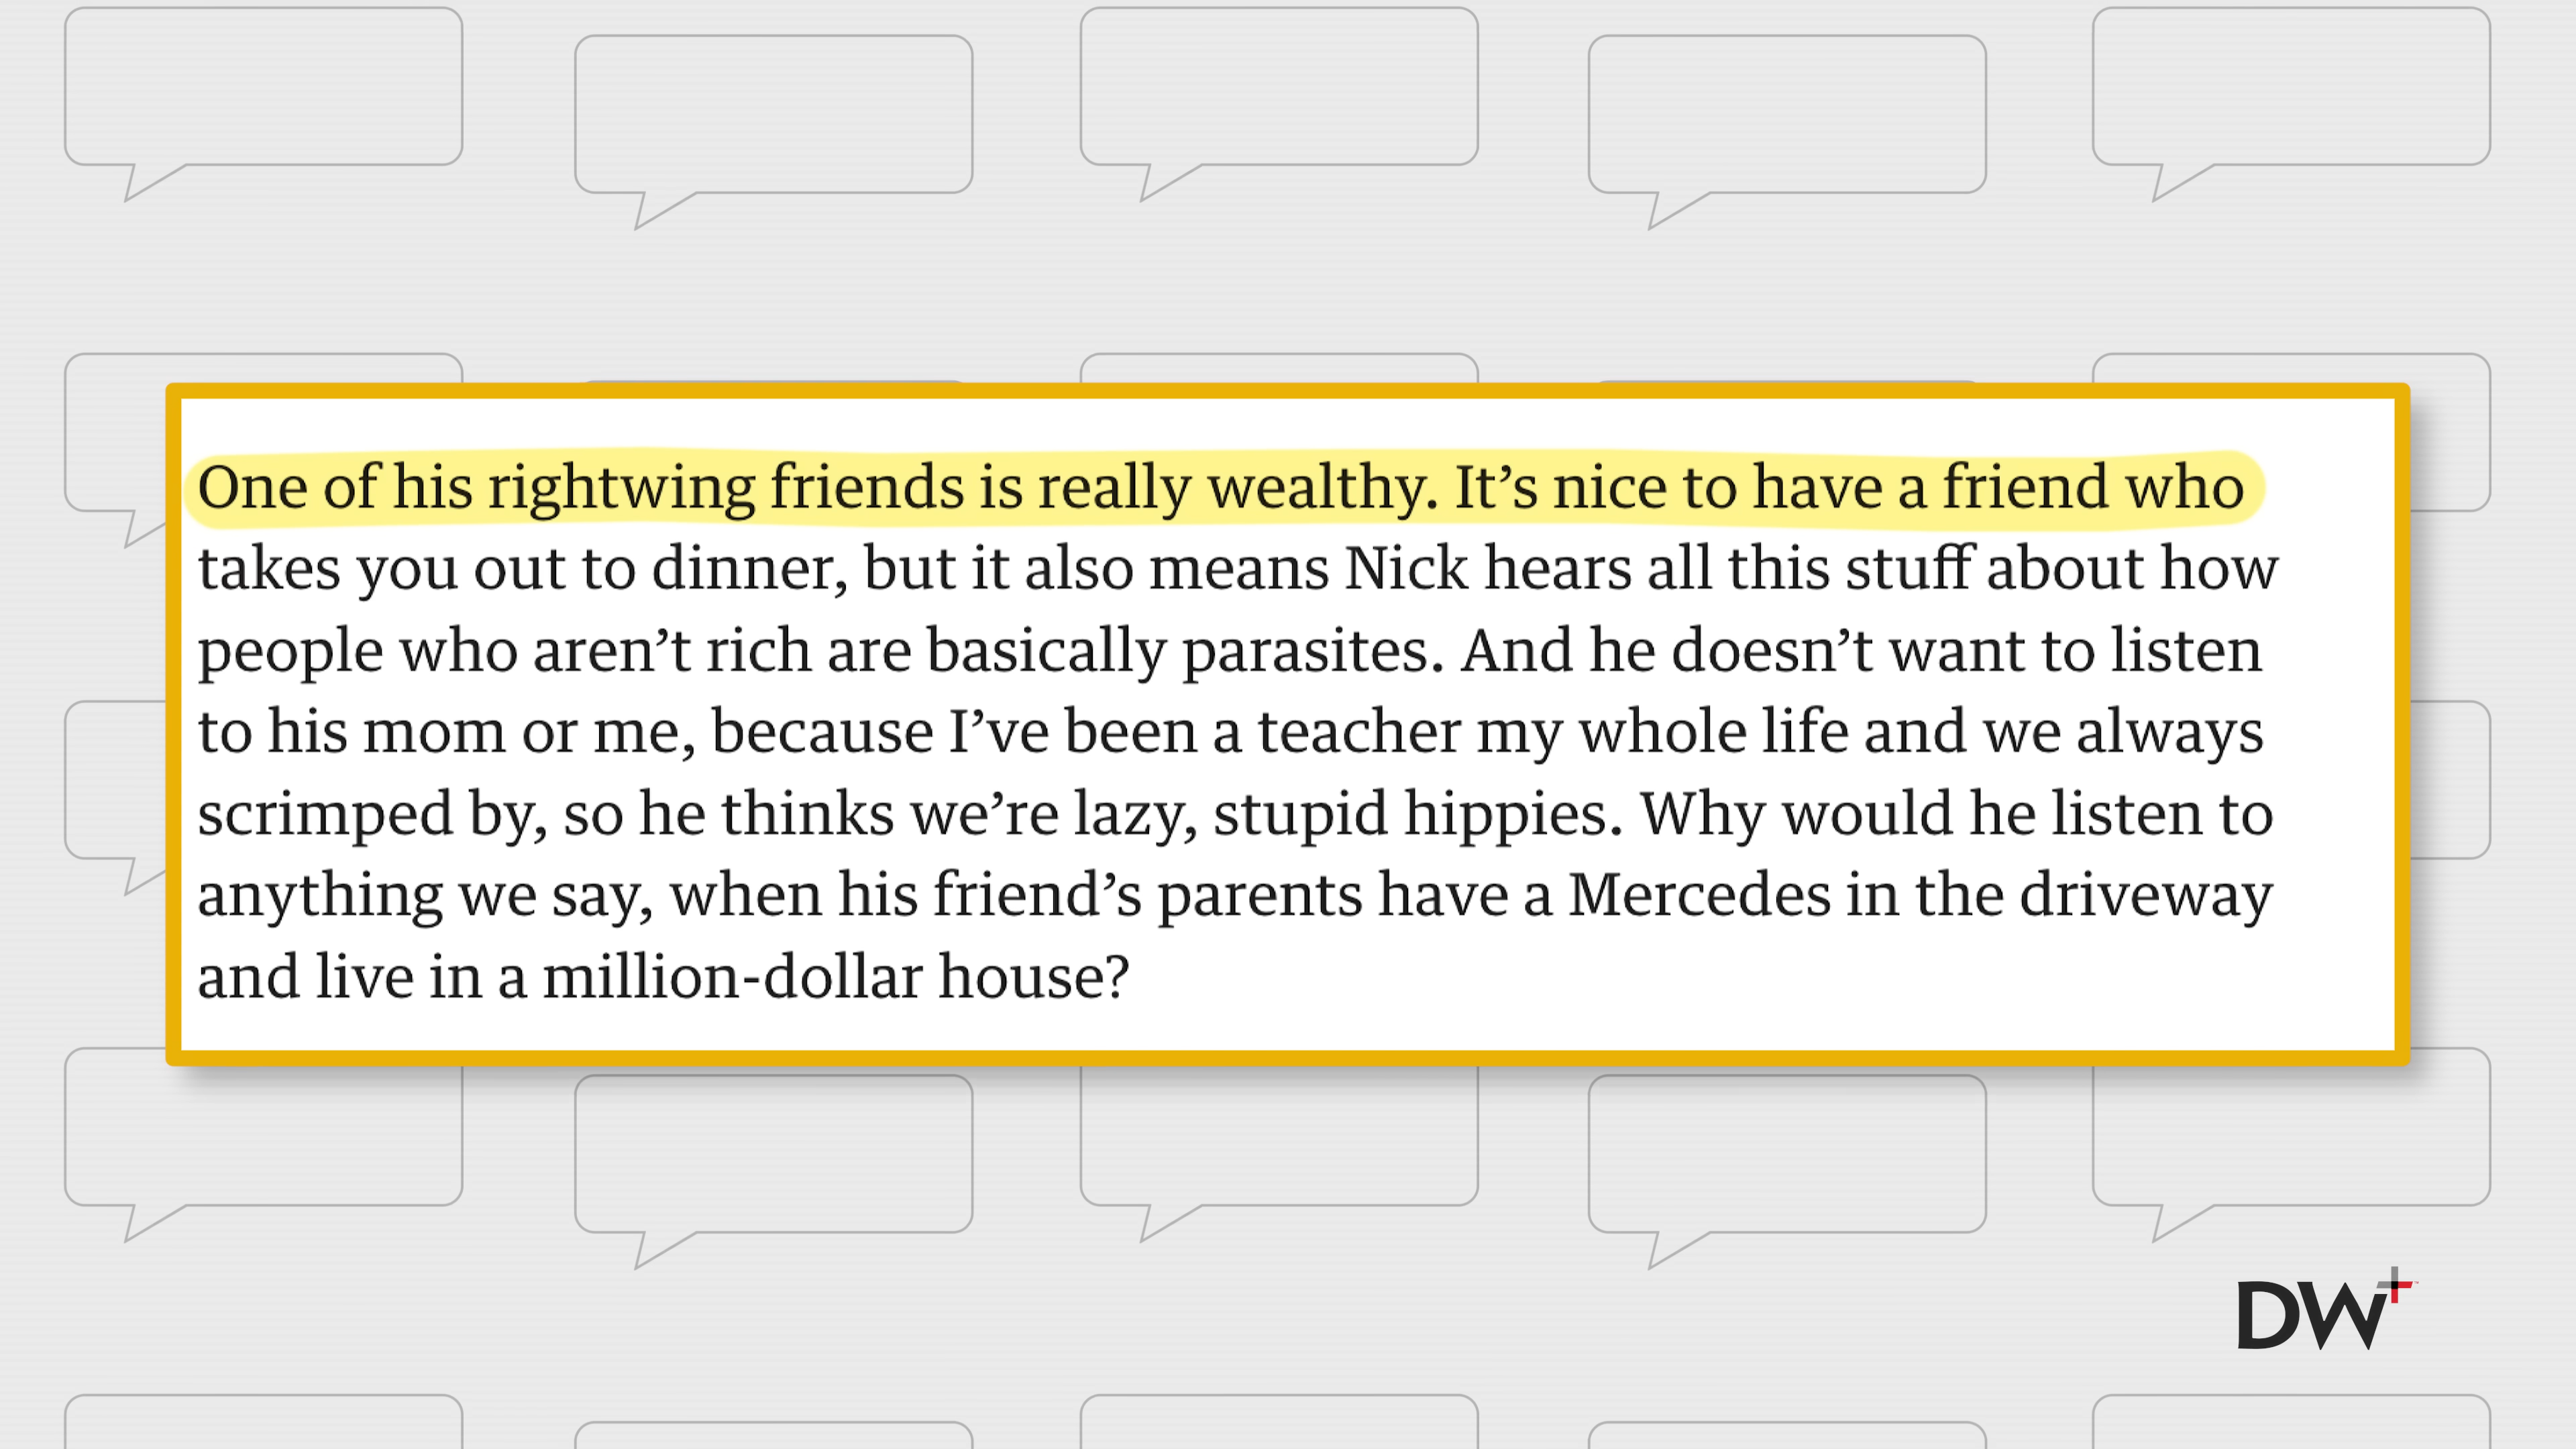 One of his rightwing friends is really wealthy. It’s nice to have a friend who
takes you out to dinner, but it also means Nick hears all this stuff about how
people who aren’t rich are basically parasites. And he doesn’t want to listen
to his mom or me, because I’ve been a teacher my whole life and we always
scrimped by, so he thinks we’re lazy, stupid hippies. Why would he listen to
anything we say, when his friend’s parents have a Mercedes in the driveway
and live in a million-dollar house?
DW+